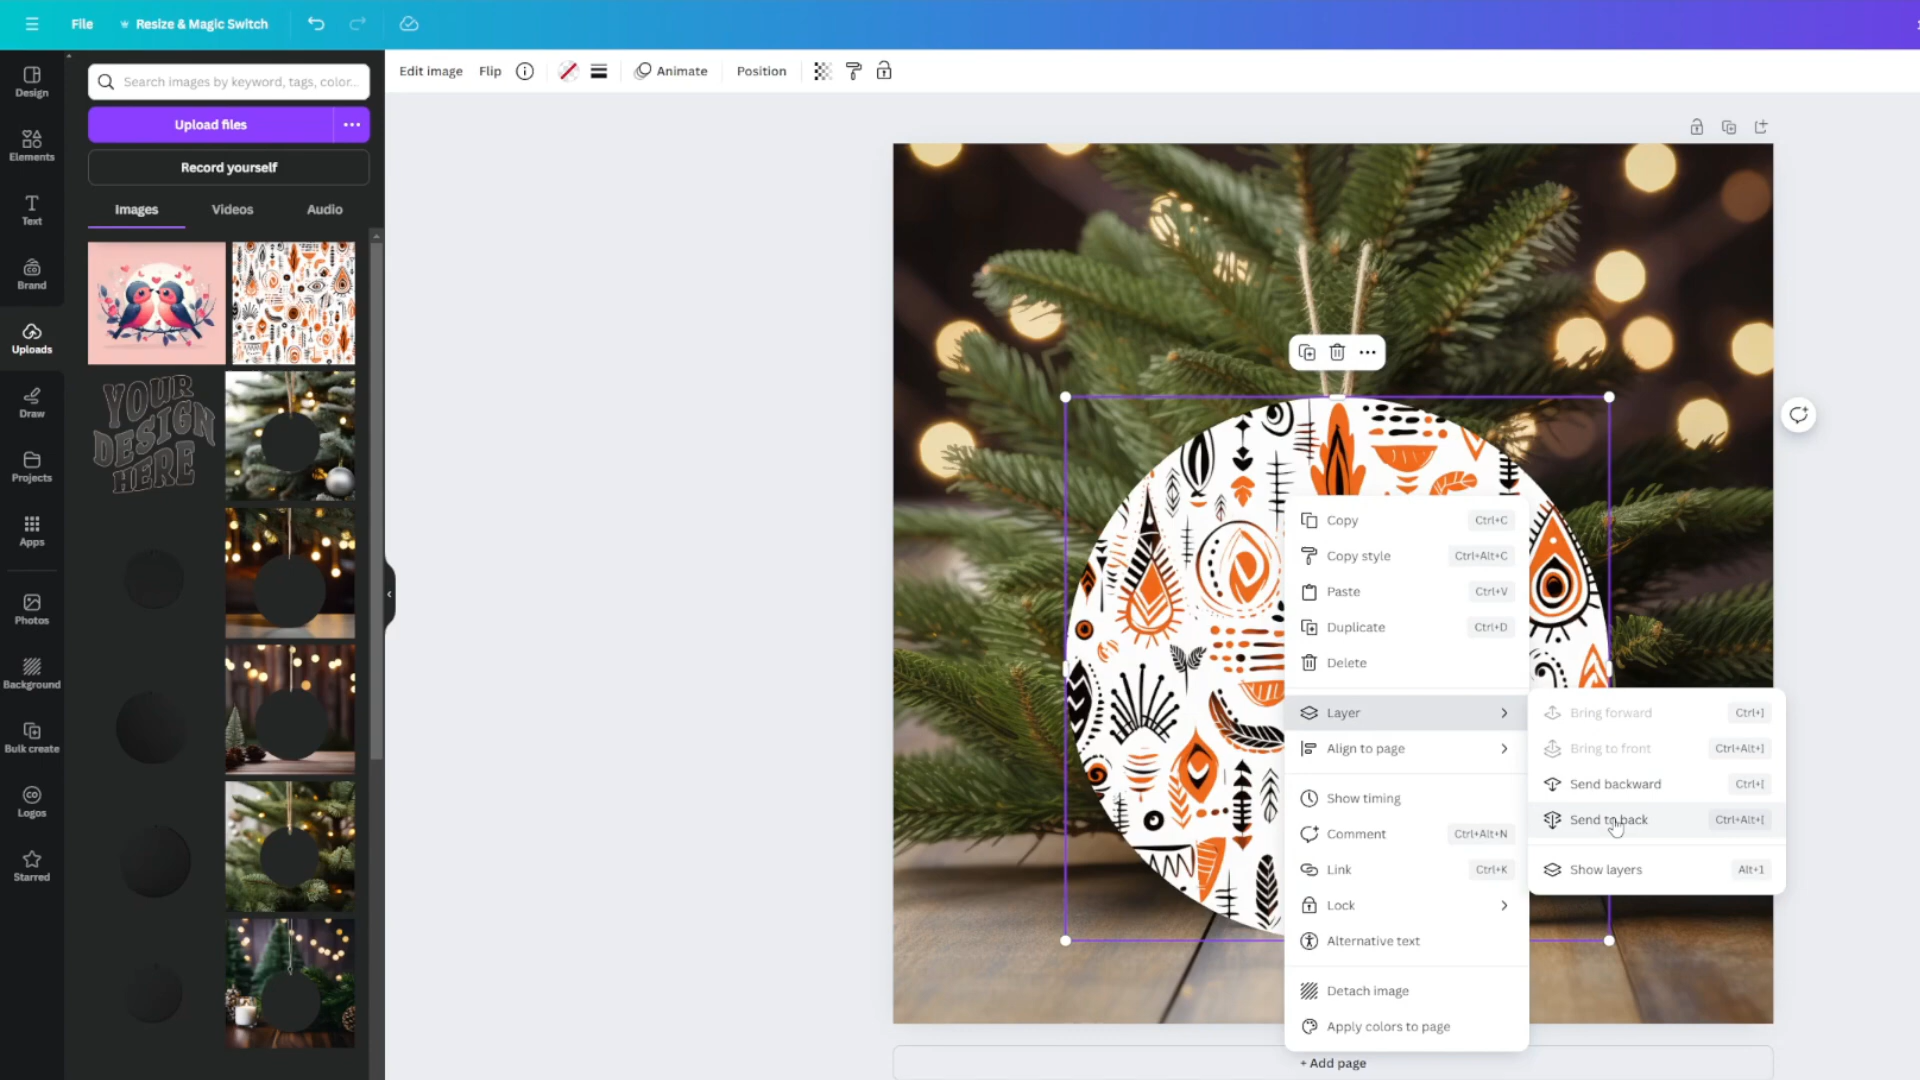 File
Resize & Magic Switch
Edit image
Flip
Animate
Position
Design
Elements
Text
Brand
Uploads
Draw
Projects
Apps
Photos
Background
Bulk create
Logos
Starred
Search images by keyword, tags, color...
Upload files
Record yourself
Images
Videos
Audio
YOUR
DESIGN
HERE
Copy Ctrl+C
Copy style Ctrl+Alt+C
Paste Ctrl+V
Duplicate Ctrl+D
Delete
Layer
Align to page
Show timing
Comment Ctrl+Alt+N
Link Ctrl+K
Lock
Alternative text
Detach image
Apply colors to page
Bring forward Ctrl+]
Bring to front Ctrl+Alt+]
Send backward Ctrl+[
Send to back Ctrl+Alt+[
Show layers Alt+1
+ Add page